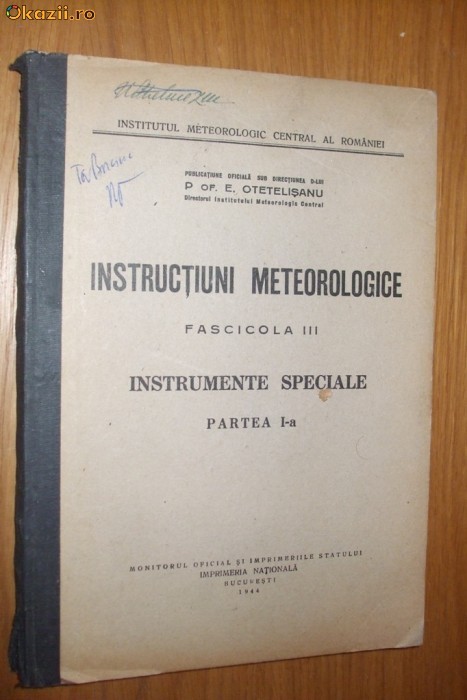 Okazii.ro
INSTITUTUL METEOROLOGIC CENTRAL AL ROMÂNIEI
PUBLICAȚIUNE OFICIALĂ SUB DIRECȚIUNEA D-LUI
P OF. E. OTETELIȘANU
Directorul Institutului Meteorologic Central
INSTRUCȚIUNI METEOROLOGICE
FASCICOLA III
INSTRUMENTE SPECIALE
PARTEA I-a
MONITORUL OFICIAL ȘI IMPRIMERIILE STATULUI
IMPRIMERIA NAȚIONALĂ
BUCUREȘTI
1944